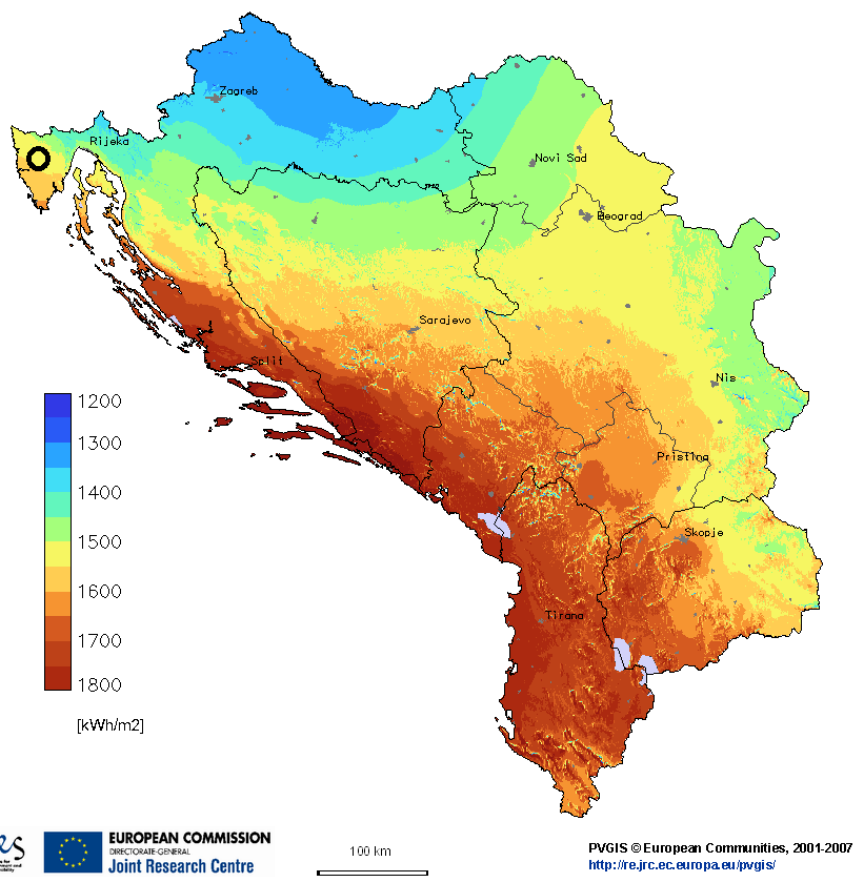 Zagreb
Rijeka
Novi Sad
Beograd
Sarajevo
Split
Nis
1200
1300
1400
1500
1600
1700
1800
[kWh/m2]
Pristina
Skopje
Tirana
EUROPEAN COMMISSION
DIRECTORATE-GENERAL
Joint Research Centre
100 km
PVGIS © European Communities, 2001-2007
http://re.jrc.ec.europa.eu/pvgis/